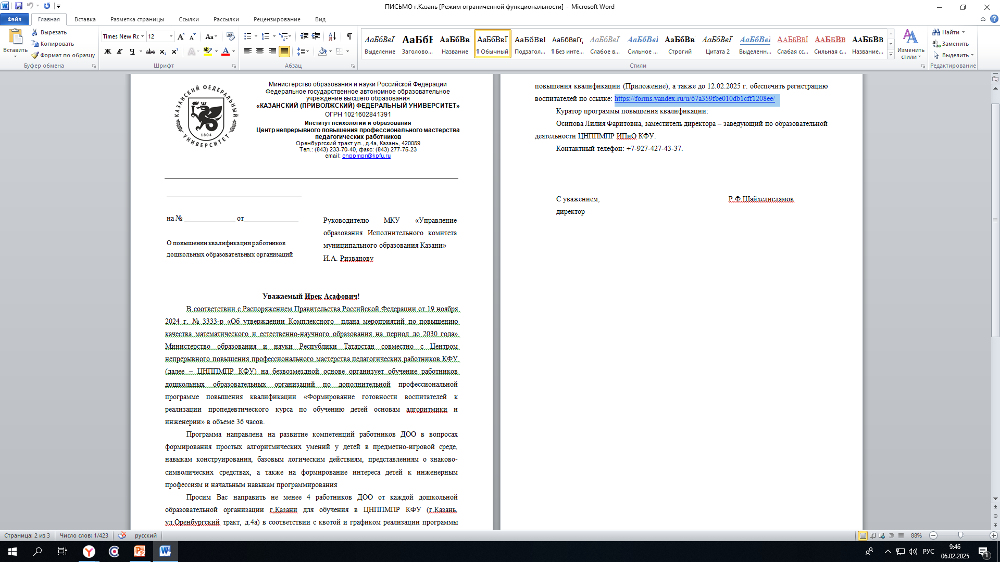 ПИСЬМО г.Казань [Режим ограниченной функциональности] - Microsoft Word
Файл Главная Вставка Разметка страницы Ссылки Рассылки Рецензирование Вид
Вставить
Вырезать
Копировать
Формат по образцу
Буфер обмена
Times New Rc 12
Ж К Ч abc x₂ x²
Шрифт
Абзац
АаБбВвІ АаБбІ АаБбВв АаБбВвІ АаБбВвІ АаБбВвГг, АаБбВвІ АаБбВвІ АаБбВв АаБбВвІ АаБбВвІ ААББВВІ ААББВВ ААББВВ
Выделение Заголово... Название ¶ Обычный Подзагол... ¶ Без инте... Слабое в... Сильное ... Строгий Цитата 2 Выделенн... Слабая сс... Сильная с... Название...
Стили
Изменить стили
Найти
Заменить
Выделить
Редактирование
КАЗАНСКИЙ ФЕДЕРАЛЬНЫЙ УНИВЕРСИТЕТ
1804
Министерство образования и науки Российской Федерации
Федеральное государственное автономное образовательное
учреждение высшего образования
«КАЗАНСКИЙ (ПРИВОЛЖСКИЙ) ФЕДЕРАЛЬНЫЙ УНИВЕРСИТЕТ»
ОГРН 1021602841391
Институт психологии и образования
Центр непрерывного повышения профессионального мастерства
педагогических работников
Оренбургский тракт ул., д.4а, Казань, 420059
Тел.: (843) 233-70-40, факс: (843) 277-75-23
email: cnppmpr@kpfu.ru
на № ______________ от_______________
О повышении квалификации работников
дошкольных образовательных организаций
Руководителю МКУ «Управление
образования Исполнительного комитета
муниципального образования Казани»
И.А. Ризванову
Уважаемый Ирек Асафович!
В соответствии с Распоряжением Правительства Российской Федерации от 19 ноября
2024 г. № 3333-р «Об утверждении Комплексного плана мероприятий по повышению
качества математического и естественно-научного образования на период до 2030 года»
Министерство образования и науки Республики Татарстан совместно с Центром
непрерывного повышения профессионального мастерства педагогических работников КФУ
(далее – ЦНППМПР КФУ) на безвозмездной основе организует обучение работников
дошкольных образовательных организаций по дополнительной профессиональной
программе повышения квалификации «Формирование готовности воспитателей к
реализации пропедевтического курса по обучению детей основам алгоритмики и
инженерии» в объеме 36 часов.
Программа направлена на развитие компетенций работников ДОО в вопросах
формирования простых алгоритмических умений у детей в предметно-игровой среде,
навыкам конструирования, базовым логическим действиям, представлениям о знаково-
символических средствах, а также на формирование интереса детей к инженерным
профессиям и начальным навыкам программирования
Просим Вас направить не менее 4 работников ДОО от каждой дошкольной
образовательной организации г.Казани для обучения в ЦНППМПР КФУ (г.Казань,
ул.Оренбургский тракт, д.4а) в соответствии с квотой и графиком реализации программы
повышения квалификации (Приложение), а также до 12.02.2025 г. обеспечить регистрацию
воспитателей по ссылке: https://forms.yandex.ru/u/67a359fbe010db1cff1208ee/
Куратор программы повышения квалификации:
Осипова Лилия Фаритовна, заместитель директора – заведующий по образовательной
деятельности ЦНППМПР ИПиО КФУ.
Контактный телефон: +7-927-427-43-37.
С уважением, Р.Ф.Шайхелисламов
директор
Страница: 2 из 3 Число слов: 1/423 русский 88%
РУС 9:46
06.02.2025 1